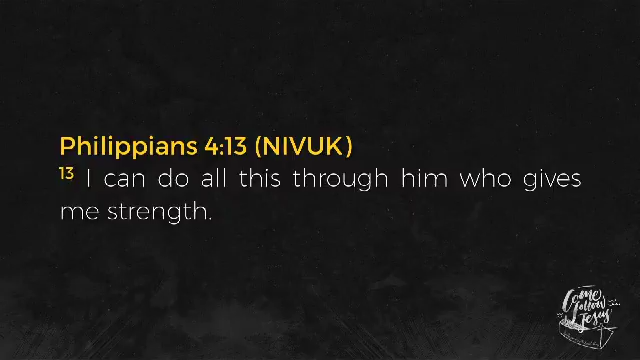 Philippians 4:13 (NIVUK)
13 I can do all this through him who gives
me strength.
Come
follow
Jesus